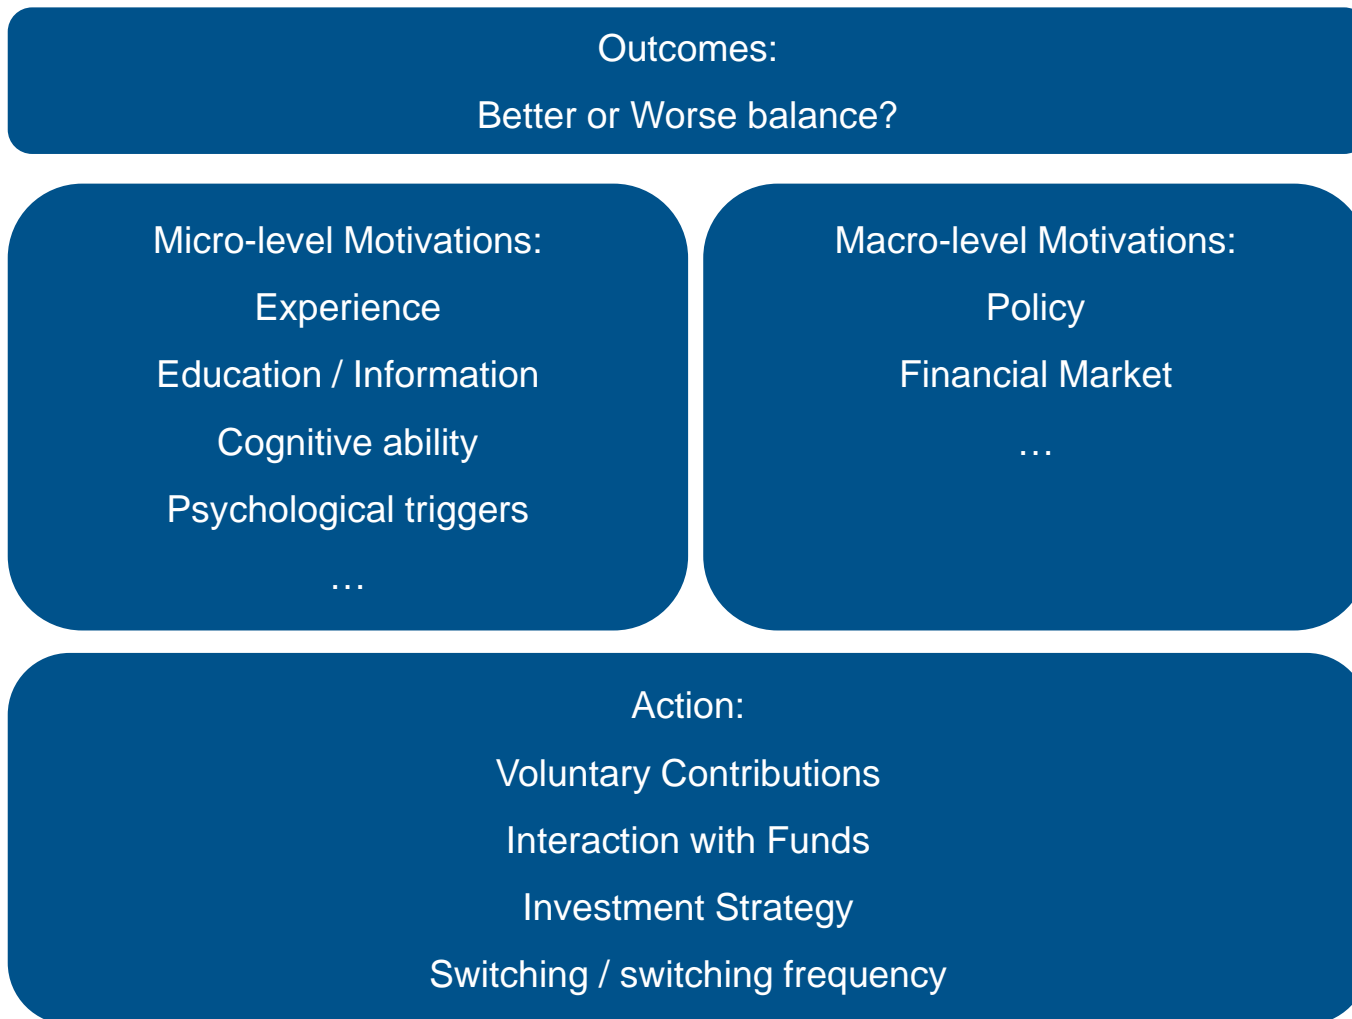 Outcomes:
Better or Worse balance?
Micro-level Motivations:
Experience
Education / Information
Cognitive ability
Psychological triggers
…
Macro-level Motivations:
Policy
Financial Market
…
Action:
Voluntary Contributions
Interaction with Funds
Investment Strategy
Switching / switching frequency